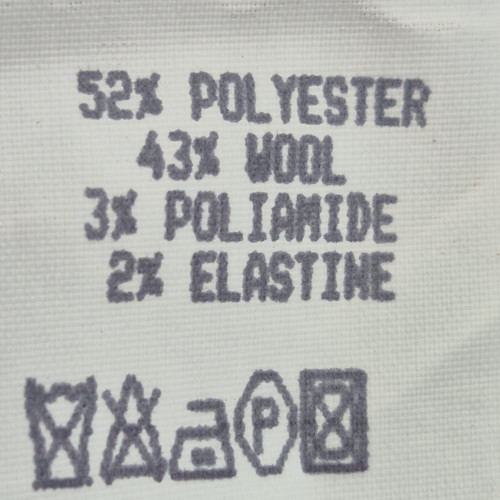 52% POLYESTER
43% WOOL
3% POLIAMIDE
2% ELASTINE
P